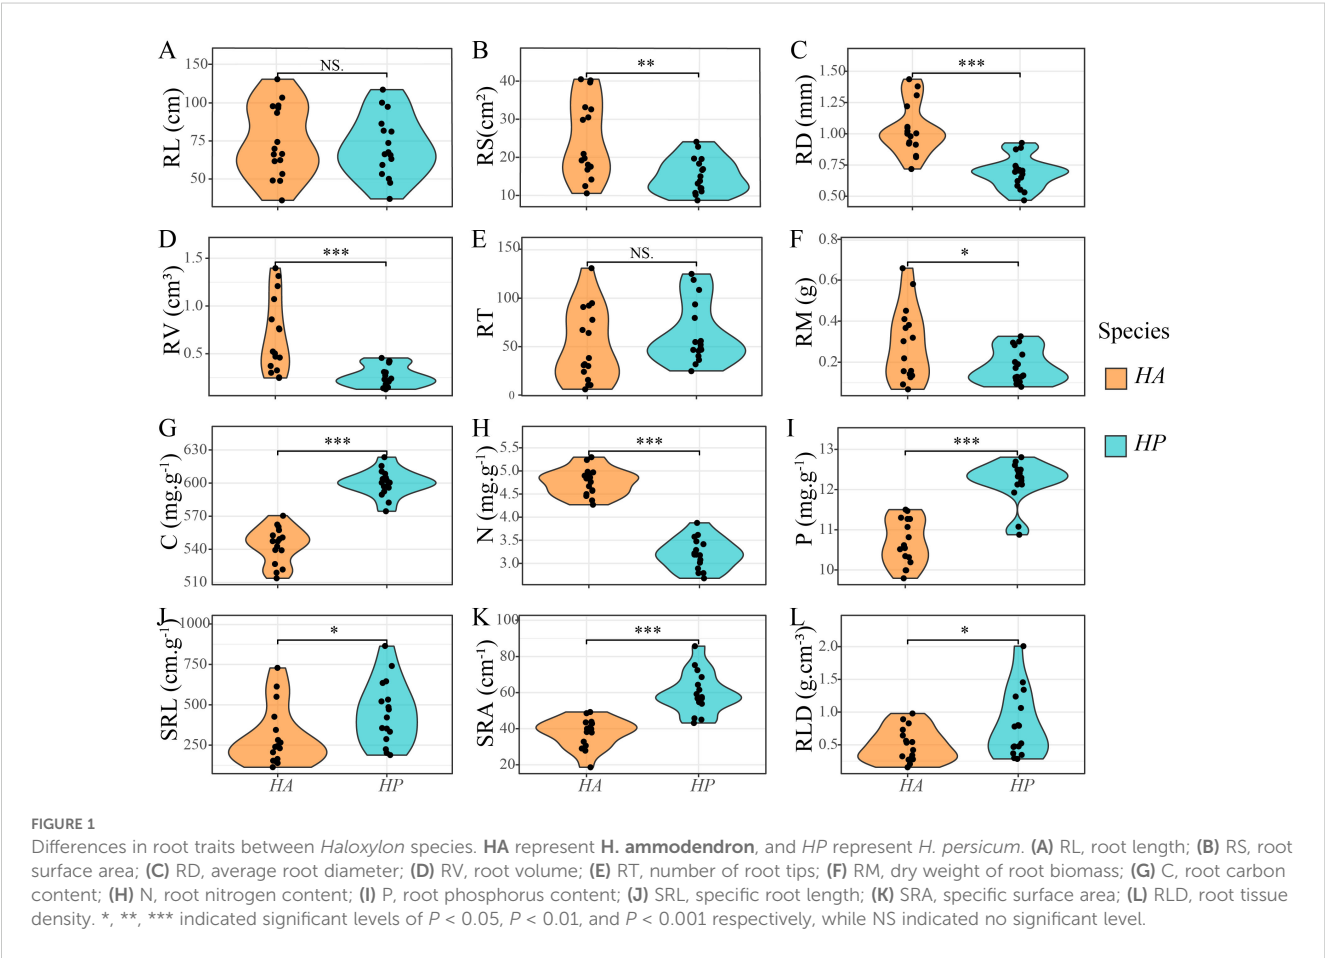 A
B
C
150
100
75
50
RL (cm)
NS.
40
30
20
10
RS(cm²)
**
1.50
1.25
1.00
0.75
0.50
RD (mm)
***
D
E
F
1.5
1.0
0.5
RV (cm³)
***
150
100
50
0
RT
NS.
0.8
0.6
0.4
0.2
RM (g)
*
Species
HA
HP
G
H
I
630
600
570
540
510
C (mg.g⁻¹)
***
5.5
5.0
4.5
4.0
3.5
3.0
N (mg.g⁻¹)
***
13
12
11
10
P (mg.g⁻¹)
***
J
K
L
1000
750
500
250
SRL (cm.g⁻¹)
*
HA HP
100
80
60
40
20
SRA (cm⁻¹)
***
HA HP
2.0
1.5
1.0
0.5
RLD (g.cm⁻³)
*
HA HP
FIGURE 1
Differences in root traits between Haloxylon species. HA represent H. ammodendron, and HP represent H. persicum. (A) RL, root length; (B) RS, root
surface area; (C) RD, average root diameter; (D) RV, root volume; (E) RT, number of root tips; (F) RM, dry weight of root biomass; (G) C, root carbon
content; (H) N, root nitrogen content; (I) P, root phosphorus content; (J) SRL, specific root length; (K) SRA, specific surface area; (L) RLD, root tissue
density. *, **, *** indicated significant levels of P < 0.05, P < 0.01, and P < 0.001 respectively, while NS indicated no significant level.